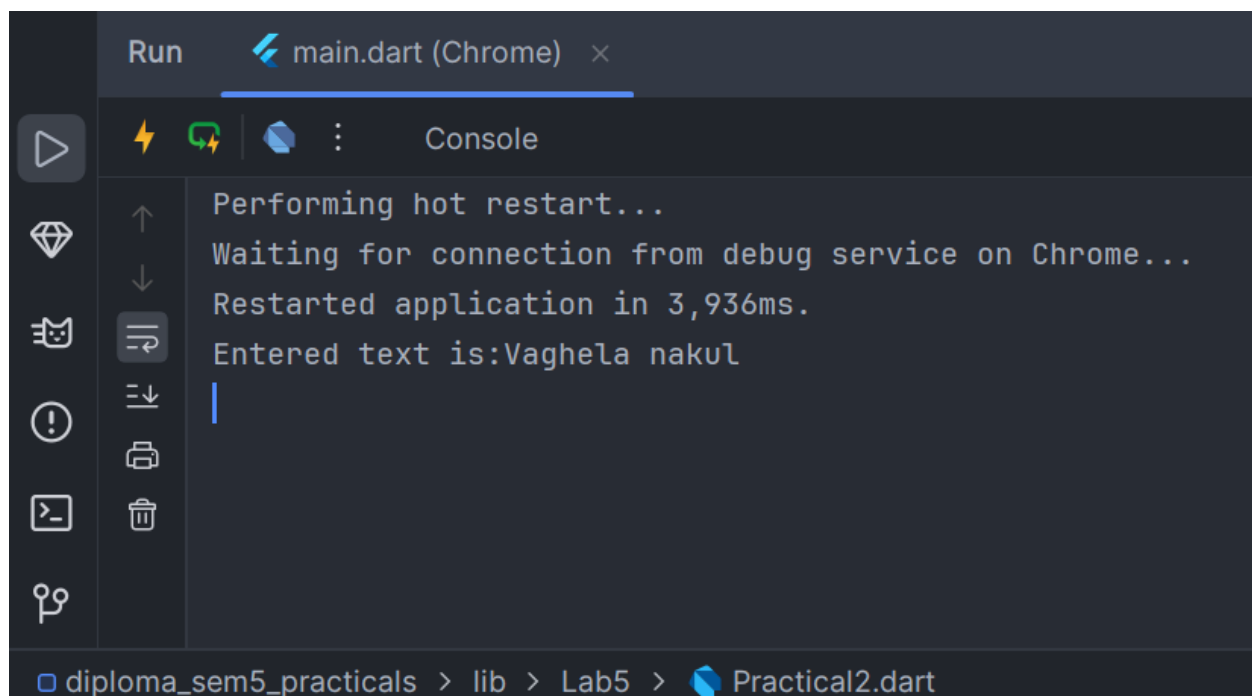 Run main.dart (Chrome)
Console
Performing hot restart...
Waiting for connection from debug service on Chrome...
Restarted application in 3,936ms.
Entered text is:Vaghela nakul
diploma_sem5_practicals > lib > Lab5 > Practical2.dart